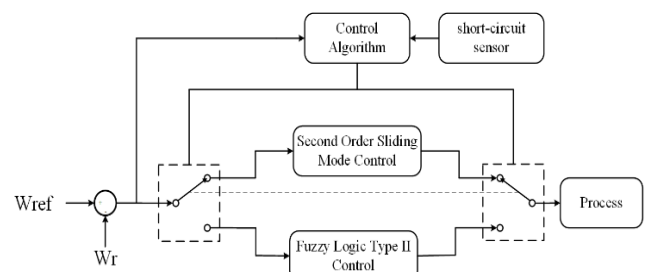 Control
Algorithm
short-circuit
sensor
Second Order Sliding
Mode Control
Wref
Process
Wr
Fuzzy Logic Type II
Control